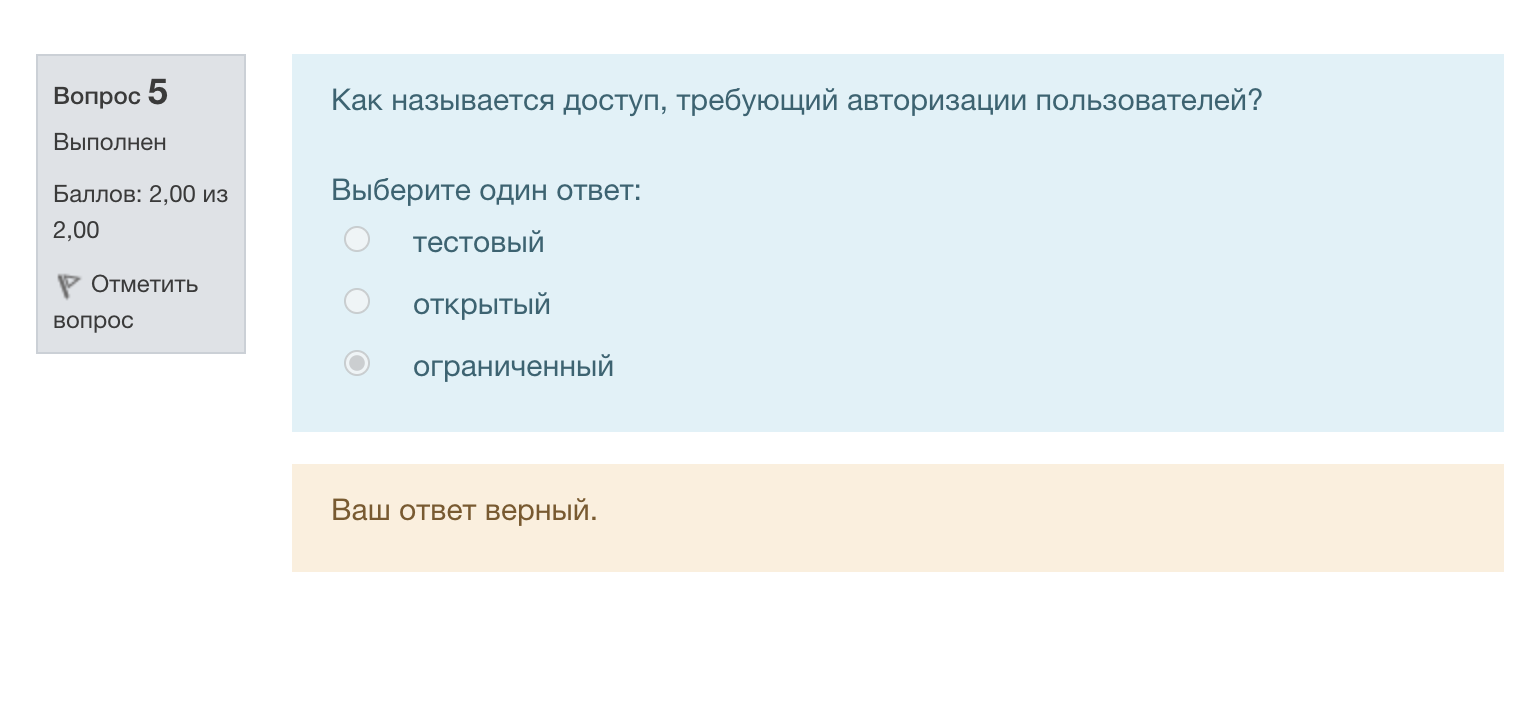 Вопрос 5
Выполнен
Баллов: 2,00 из
2,00
Отметить
вопрос
Как называется доступ, требующий авторизации пользователей?
Выберите один ответ:
тестовый
открытый
ограниченный
Ваш ответ верный.